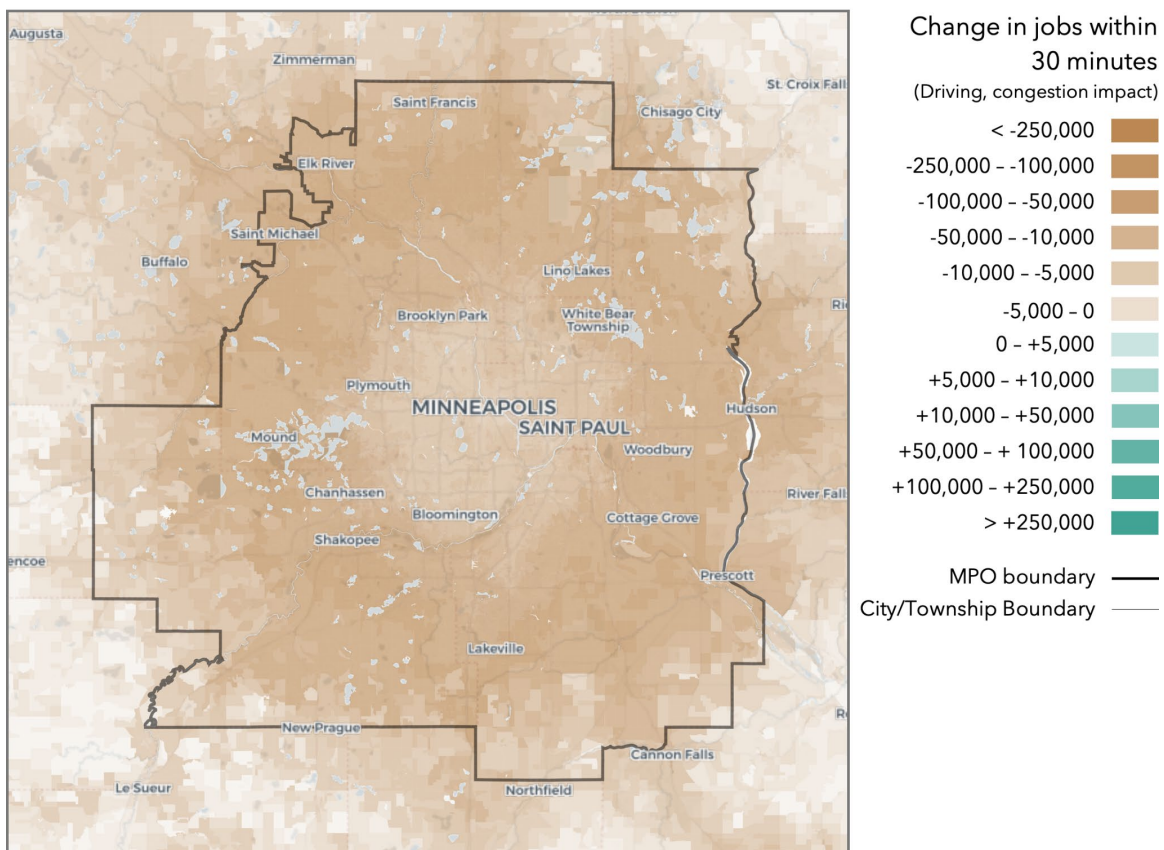 Augusta
Zimmerman
St. Croix Fall
Saint Francis
Chisago City
Elk River
Saint Michael
Buffalo
Lino Lakes
Brooklyn Park
White Bear
Township
Plymouth
MINNEAPOLIS
Hudson
SAINT PAUL
Mound
Woodbury
Chanhassen
River Fall
Bloomington
Cottage Grove
Shakopee
encoe
Prescott
Lakeville
New Prague
Cannon Falls
Le Sueur
Northfield
Change in jobs within
30 minutes
(Driving, congestion impact)
< -250,000
-250,000 – -100,000
-100,000 – -50,000
-50,000 – -10,000
-10,000 – -5,000
-5,000 – 0
0 – +5,000
+5,000 – +10,000
+10,000 – +50,000
+50,000 – + 100,000
+100,000 – +250,000
> +250,000
MPO boundary
City/Township Boundary